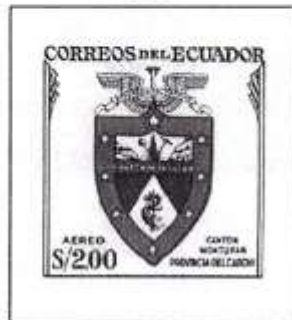 CORREOS DEL ECUADOR
AEREO
S/2,00
CANTON
MONTUFAR
PROVINCIA DEL CARCHI